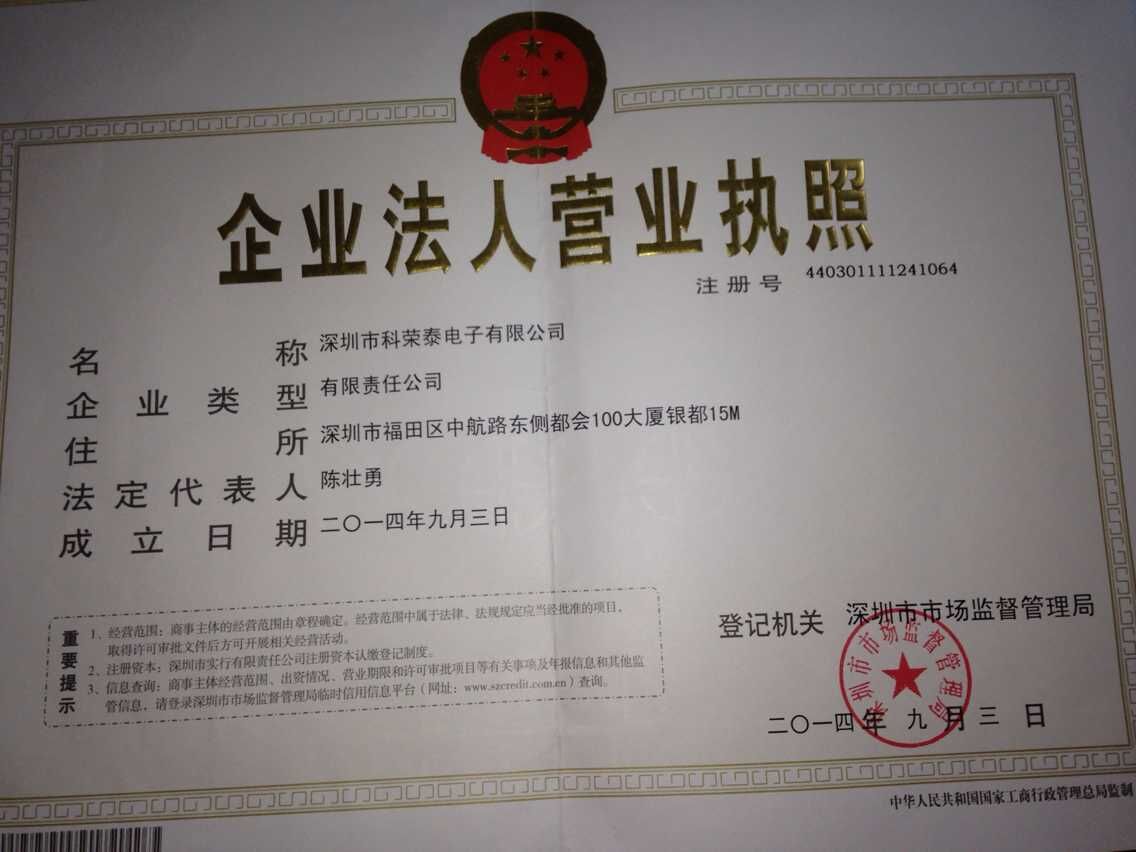 企业法人营业执照
注册号 440301111241064
名称 深圳市科荣泰电子有限公司
企业类型 有限责任公司
住所 深圳市福田区中航路东侧都会100大厦银都15M
法定代表人 陈壮勇
成立日期 二〇一四年九月三日
重要提示
1、经营范围：商事主体的经营范围由章程确定。经营范围中属于法律、法规规定应当经批准的项目，
取得许可审批文件后方可开展相关经营活动。
2、注册资本：深圳市实行有限责任公司注册资本认缴登记制度。
3、信息查询：商事主体经营范围、出资情况、营业期限和许可审批项目等有关事项及年报信息和其他监
管信息，请登录深圳市市场监督管理局临时信用信息平台（网址：www.szcredit.com.cn）查询。
登记机关 深圳市市场监督管理局
深圳市市场监督管理局
二〇一四年九月三日
中华人民共和国国家工商行政管理总局监制